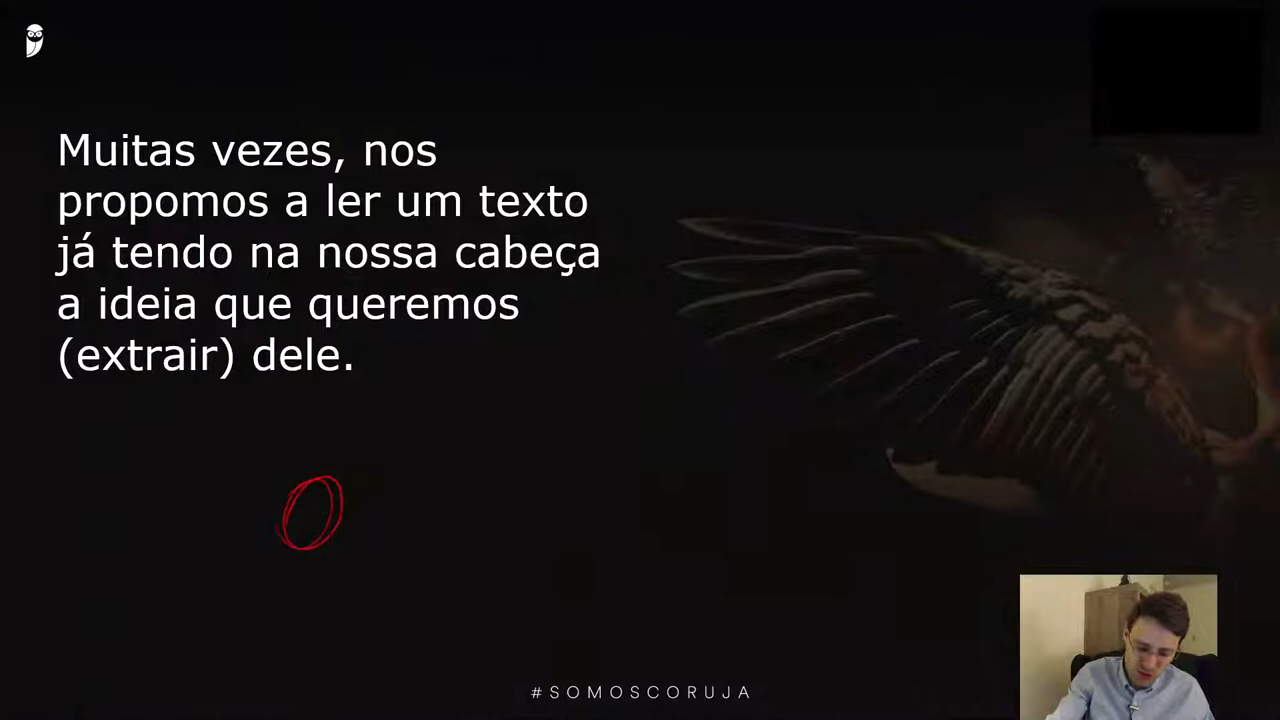 Muitas vezes, nos
propomos a ler um texto
já tendo na nossa cabeça
a ideia que queremos
(extrair) dele.
#SOMOSCORUJA